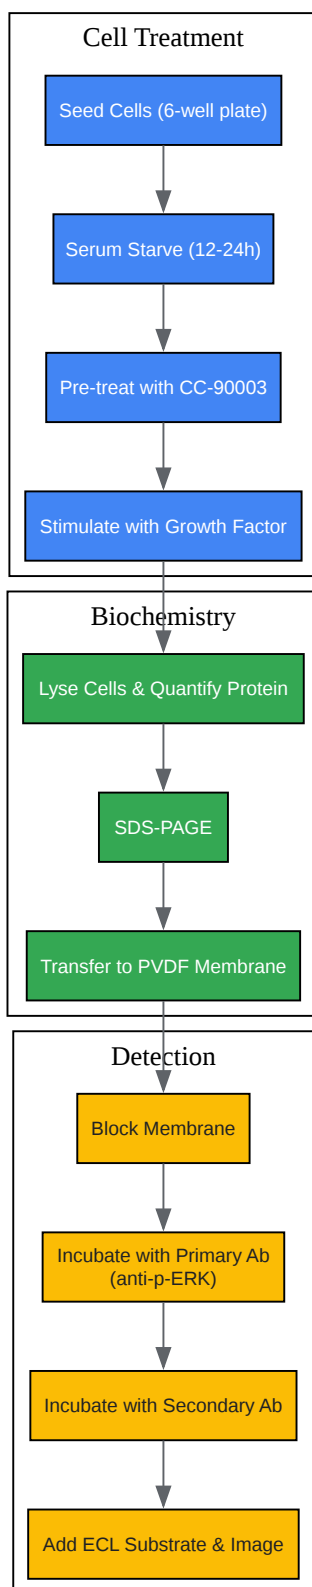 Cell Treatment
Seed Cells (6-well plate)
Serum Starve (12-24h)
Pre-treat with CC-90003
Stimulate with Growth Factor
Biochemistry
Lyse Cells & Quantify Protein
SDS-PAGE
Transfer to PVDF Membrane
Detection
Block Membrane
Incubate with Primary Ab
(anti-p-ERK)
Incubate with Secondary Ab
Add ECL Substrate & Image